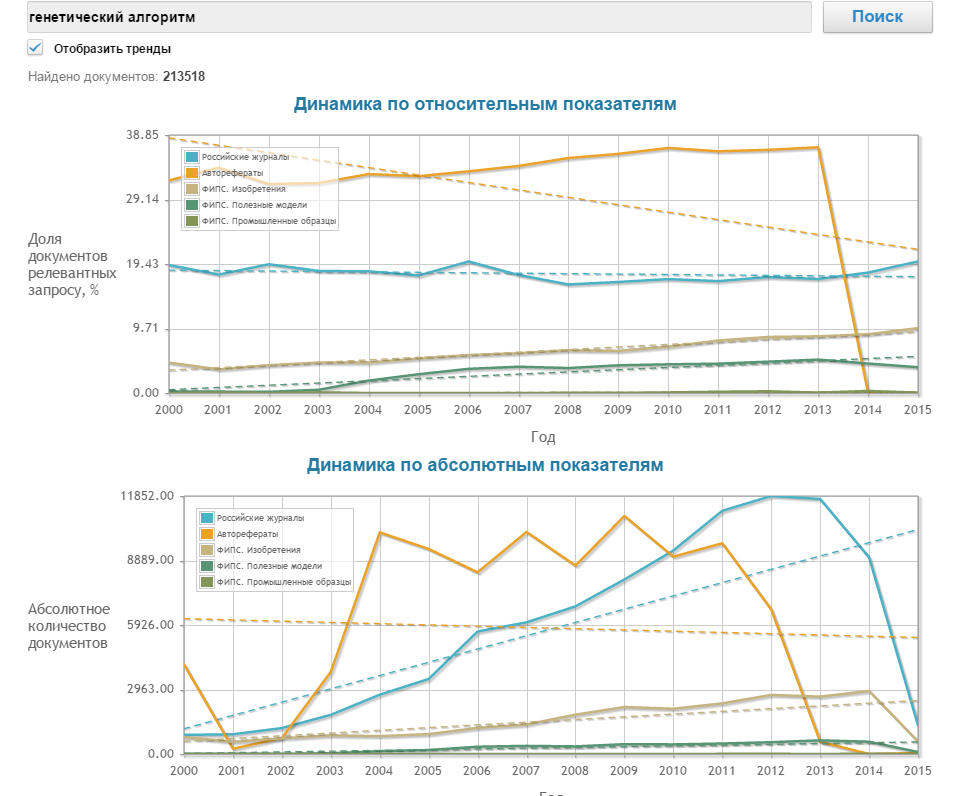 генетический алгоритм
Поиск
Отобразить тренды
Найдено документов: 213518
Динамика по относительным показателям
38.85
29.14
19.43
9.71
0.00
Доля
документов
релевантных
запросу, %
Российские журналы
Авторефераты
ФИПС. Изобретения
ФИПС. Полезные модели
ФИПС. Промышленные образцы
2000 2001 2002 2003 2004 2005 2006 2007 2008 2009 2010 2011 2012 2013 2014 2015
Год
Динамика по абсолютным показателям
11852.00
8889.00
5926.00
2963.00
0.00
Абсолютное
количество
документов
Российские журналы
Авторефераты
ФИПС. Изобретения
ФИПС. Полезные модели
ФИПС. Промышленные образцы
2000 2001 2002 2003 2004 2005 2006 2007 2008 2009 2010 2011 2012 2013 2014 2015
Год